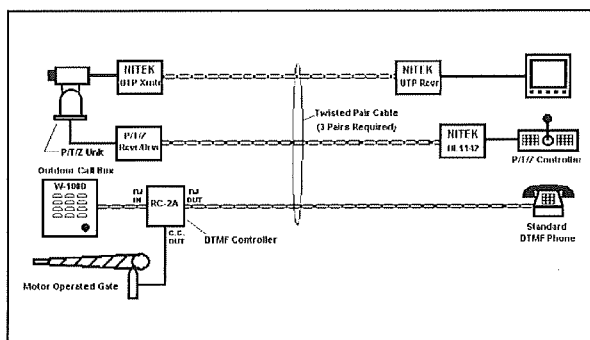 NITEK
UTP Xmtr
NITEK
UTP Rcvr
Twisted Pair Cable
(3 Pairs Required)
P/T/Z Unit
P/T/Z
Rcvr/Drvr
NITEK
P/T/Z Controller
Outdoor Call Box
W-1000
RJ
IN
RC-2A
RJ
OUT
C.C.
OUT
DTMF Controller
Standard
DTMF Phone
Motor Operated Gate